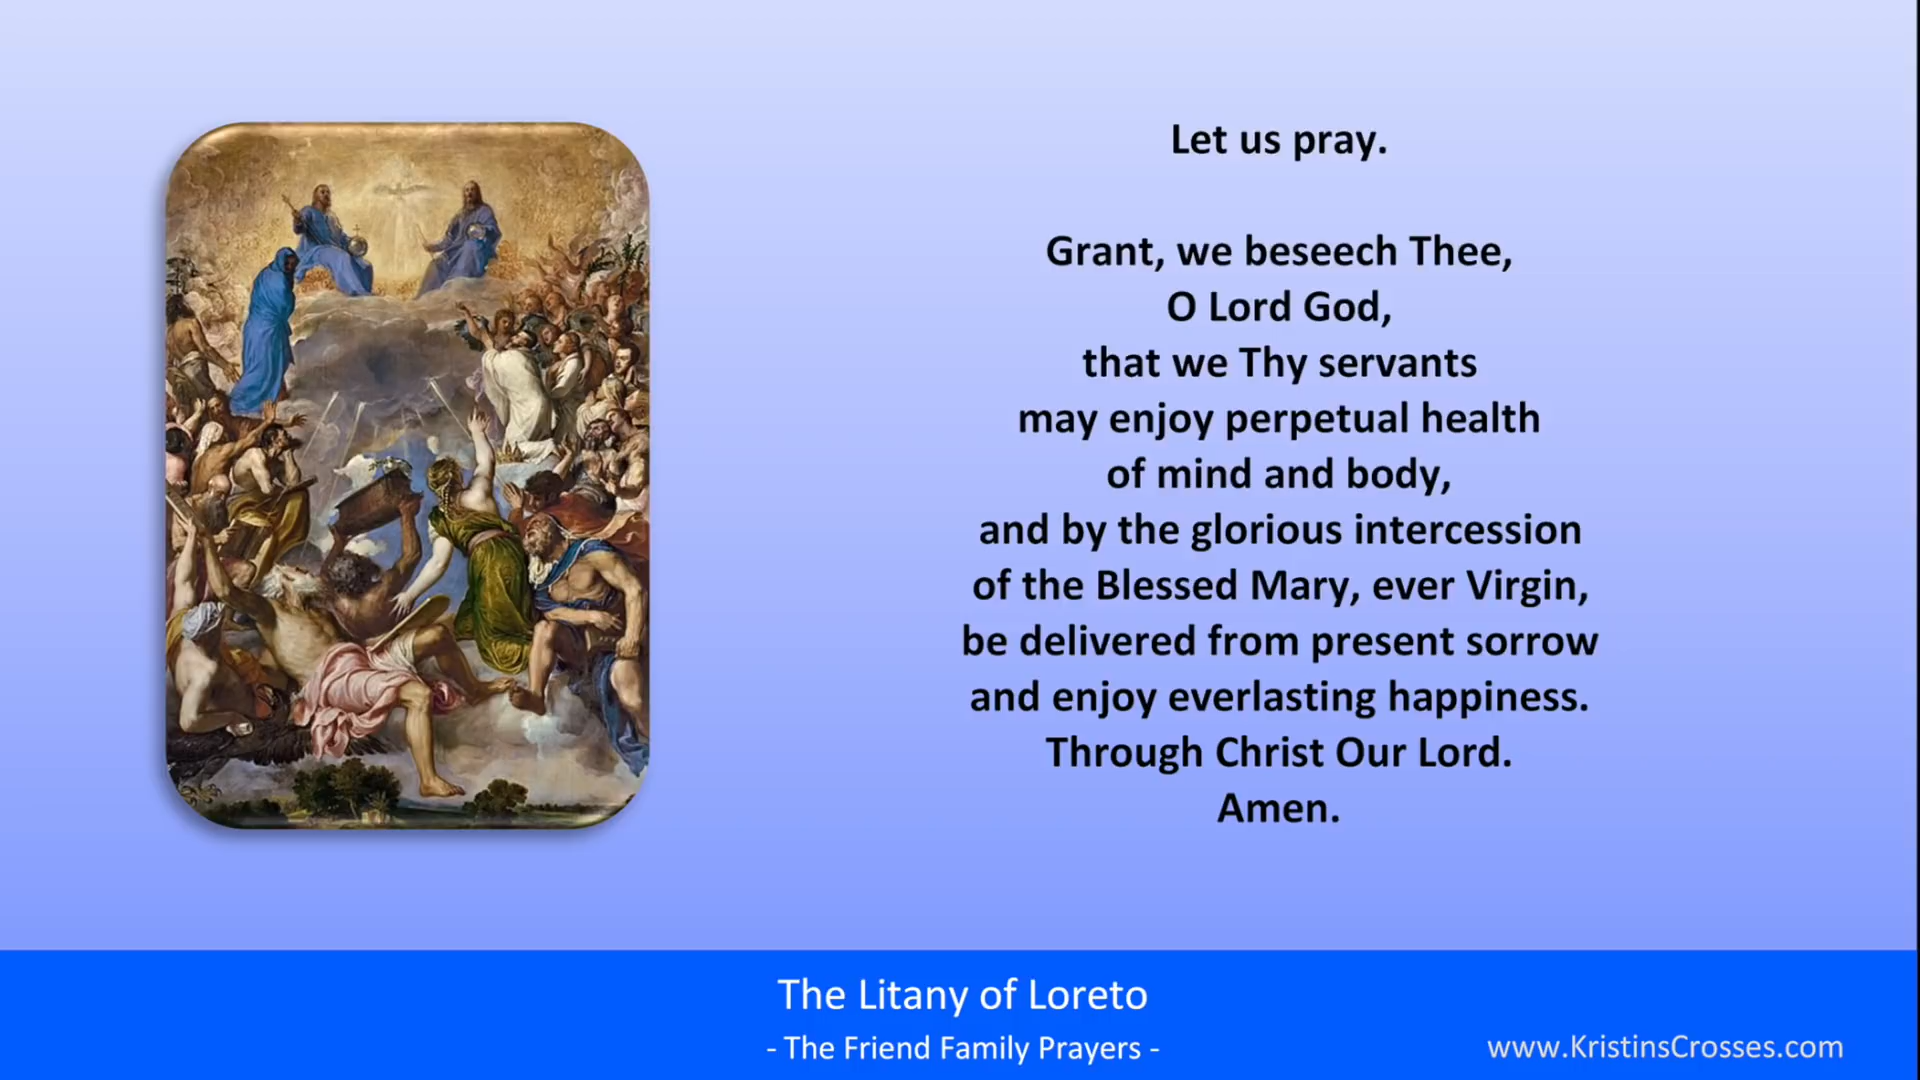 Let us pray.
Grant, we beseech Thee,
O Lord God,
that we Thy servants
may enjoy perpetual health
of mind and body,
and by the glorious intercession
of the Blessed Mary, ever Virgin,
be delivered from present sorrow
and enjoy everlasting happiness.
Through Christ Our Lord.
Amen.
The Litany of Loreto
- The Friend Family Prayers -
www.KristinsCrosses.com